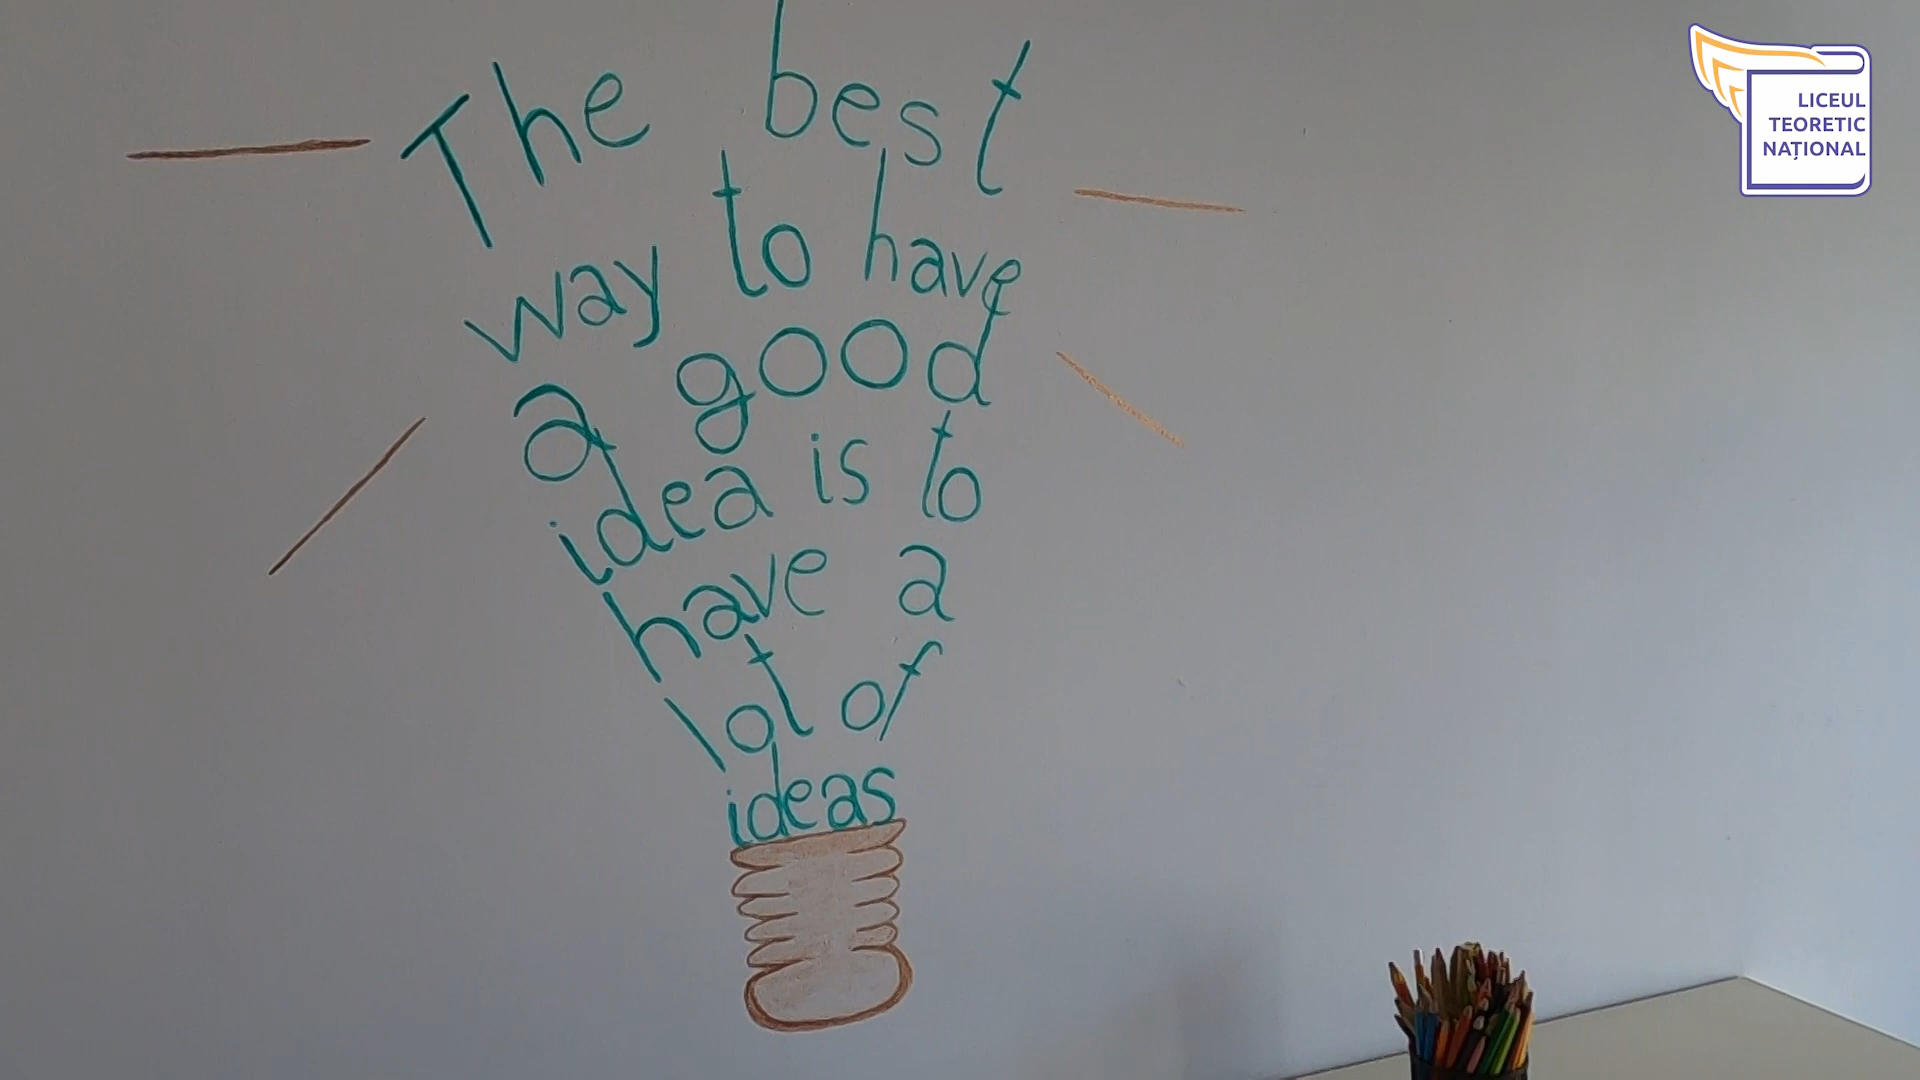 The best
way to have
a good
idea is to
have a
lot of
ideas
LICEUL
TEORETIC
NAȚIONAL